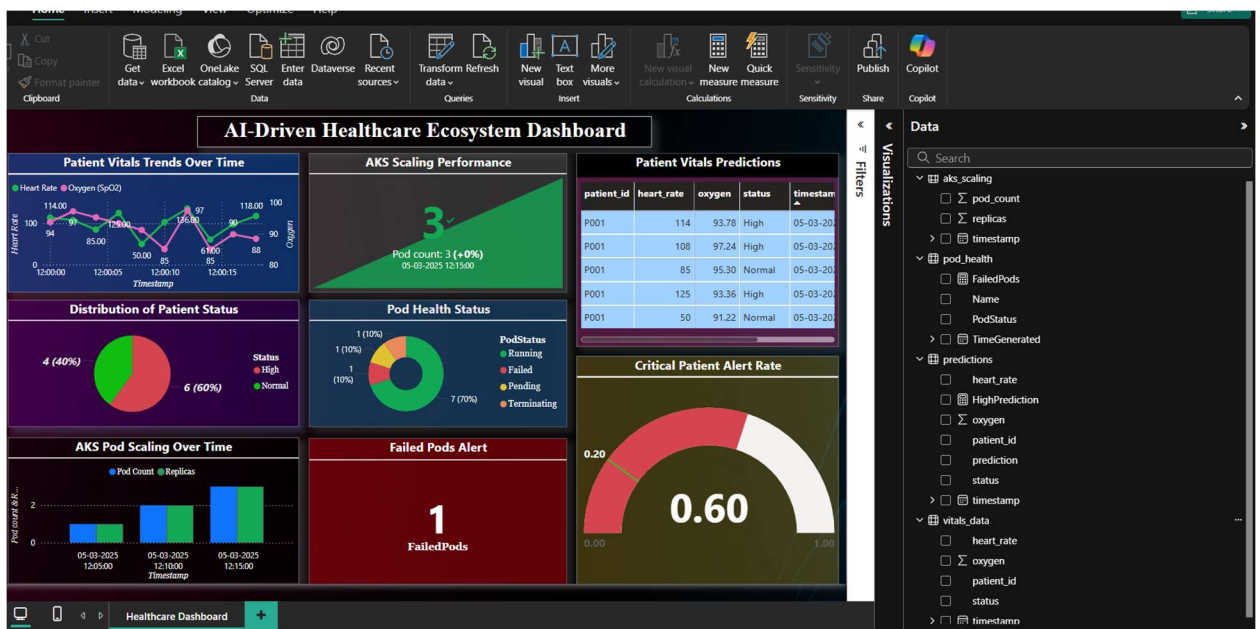 Home Insert Modeling View Optimize Help
Share
Cut
Copy
Format painter
Clipboard
Get data
Excel workbook
OneLake catalog
SQL Server
Enter data
Dataverse
Recent sources
Data
Transform data
Refresh
Queries
New visual
Text box
More visuals
Insert
New visual calculation
New measure
Quick measure
Calculations
Sensitivity
Sensitivity
Publish
Share
Copilot
Copilot
AI-Driven Healthcare Ecosystem Dashboard
Patient Vitals Trends Over Time
Heart Rate Oxygen (SpO2)
114.00 118.00 100
100 94 97 85.00 125.00 50.00 85 136.00 97 61.00 85 90 88 90
0 80
12:00:00 12:00:05 12:00:10 12:00:15
Timestamp
Heart Rate
Oxygen
AKS Scaling Performance
3
Pod count: 3 (+0%)
05-03-2025 12:15:00
Patient Vitals Predictions
patient_id heart_rate oxygen status timestam
P001 114 93.78 High 05-03-202
P001 108 97.24 High 05-03-202
P001 85 95.30 Normal 05-03-202
P001 125 93.36 High 05-03-202
P001 50 91.22 Normal 05-03-202
Distribution of Patient Status
4 (40%)
6 (60%)
Status
High
Normal
Pod Health Status
1 (10%)
1 (10%)
1 (10%)
7 (70%)
PodStatus
Running
Failed
Pending
Terminating
Critical Patient Alert Rate
0.20
0.60
0.00 1.00
AKS Pod Scaling Over Time
Pod Count Replicas
Pod count & R...
2
0
05-03-2025 12:05:00
05-03-2025 12:10:00
05-03-2025 12:15:00
Timestamp
Failed Pods Alert
1
FailedPods
Healthcare Dashboard
Filters
Visualizations
Data
Search
aks_scaling
pod_count
replicas
timestamp
pod_health
FailedPods
Name
PodStatus
TimeGenerated
predictions
heart_rate
HighPrediction
oxygen
patient_id
prediction
status
timestamp
vitals_data
heart_rate
oxygen
patient_id
status
timestamp